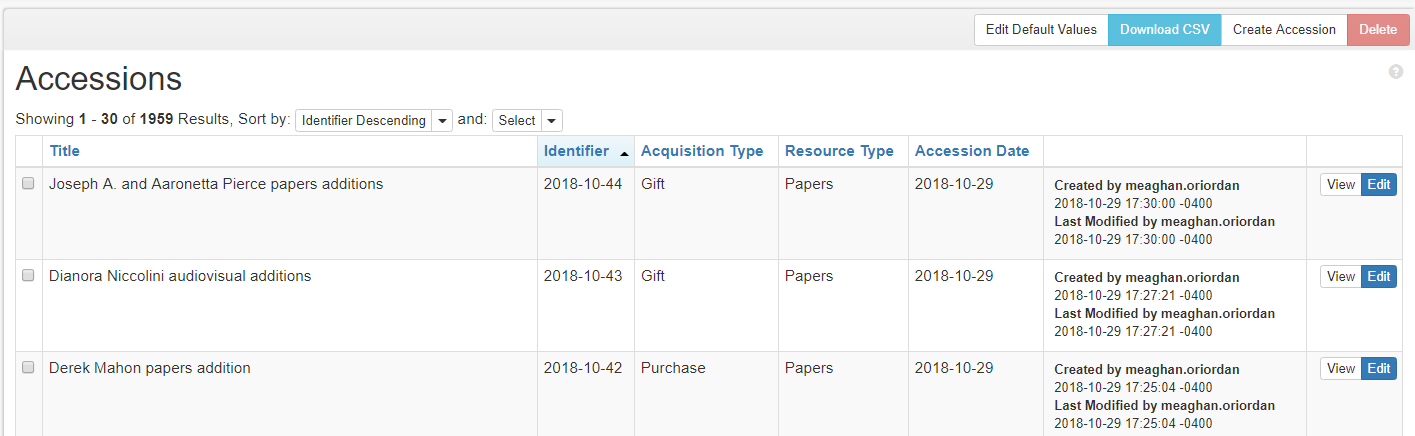 Edit Default Values Download CSV Create Accession Delete
Accessions
?
Showing 1 - 30 of 1959 Results, Sort by: Identifier Descending and: Select
Title Identifier Acquisition Type Resource Type Accession Date
Joseph A. and Aaronetta Pierce papers additions 2018-10-44 Gift Papers 2018-10-29 Created by meaghan.oriordan View Edit
2018-10-29 17:30:00 -0400
Last Modified by meaghan.oriordan
2018-10-29 17:30:00 -0400
Dianora Niccolini audiovisual additions 2018-10-43 Gift Papers 2018-10-29 Created by meaghan.oriordan View Edit
2018-10-29 17:27:21 -0400
Last Modified by meaghan.oriordan
2018-10-29 17:27:21 -0400
Derek Mahon papers addition 2018-10-42 Purchase Papers 2018-10-29 Created by meaghan.oriordan View Edit
2018-10-29 17:25:04 -0400
Last Modified by meaghan.oriordan
2018-10-29 17:25:04 -0400